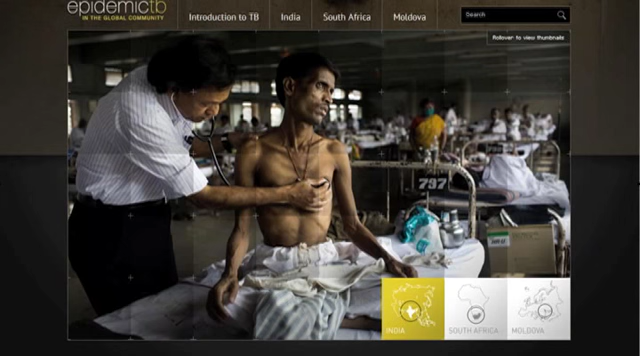 epidemictb
IN THE GLOBAL COMMUNITY
Introduction to TB
India
South Africa
Moldova
Search
Rollover to view thumbnails
797
INDIA
SOUTH AFRICA
MOLDOVA